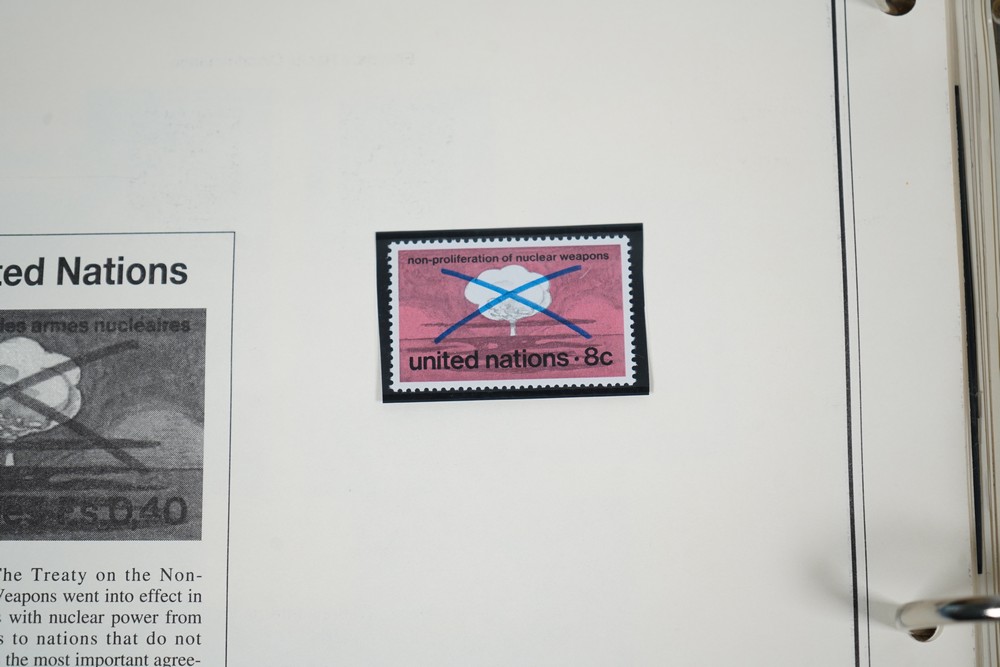 ted Nations
des armes nucléaires
Fs.0,40
The Treaty on the Non-
Weapons went into effect in
s with nuclear power from
s to nations that do not
the most important agree-
non-proliferation of nuclear weapons
united nations · 8c